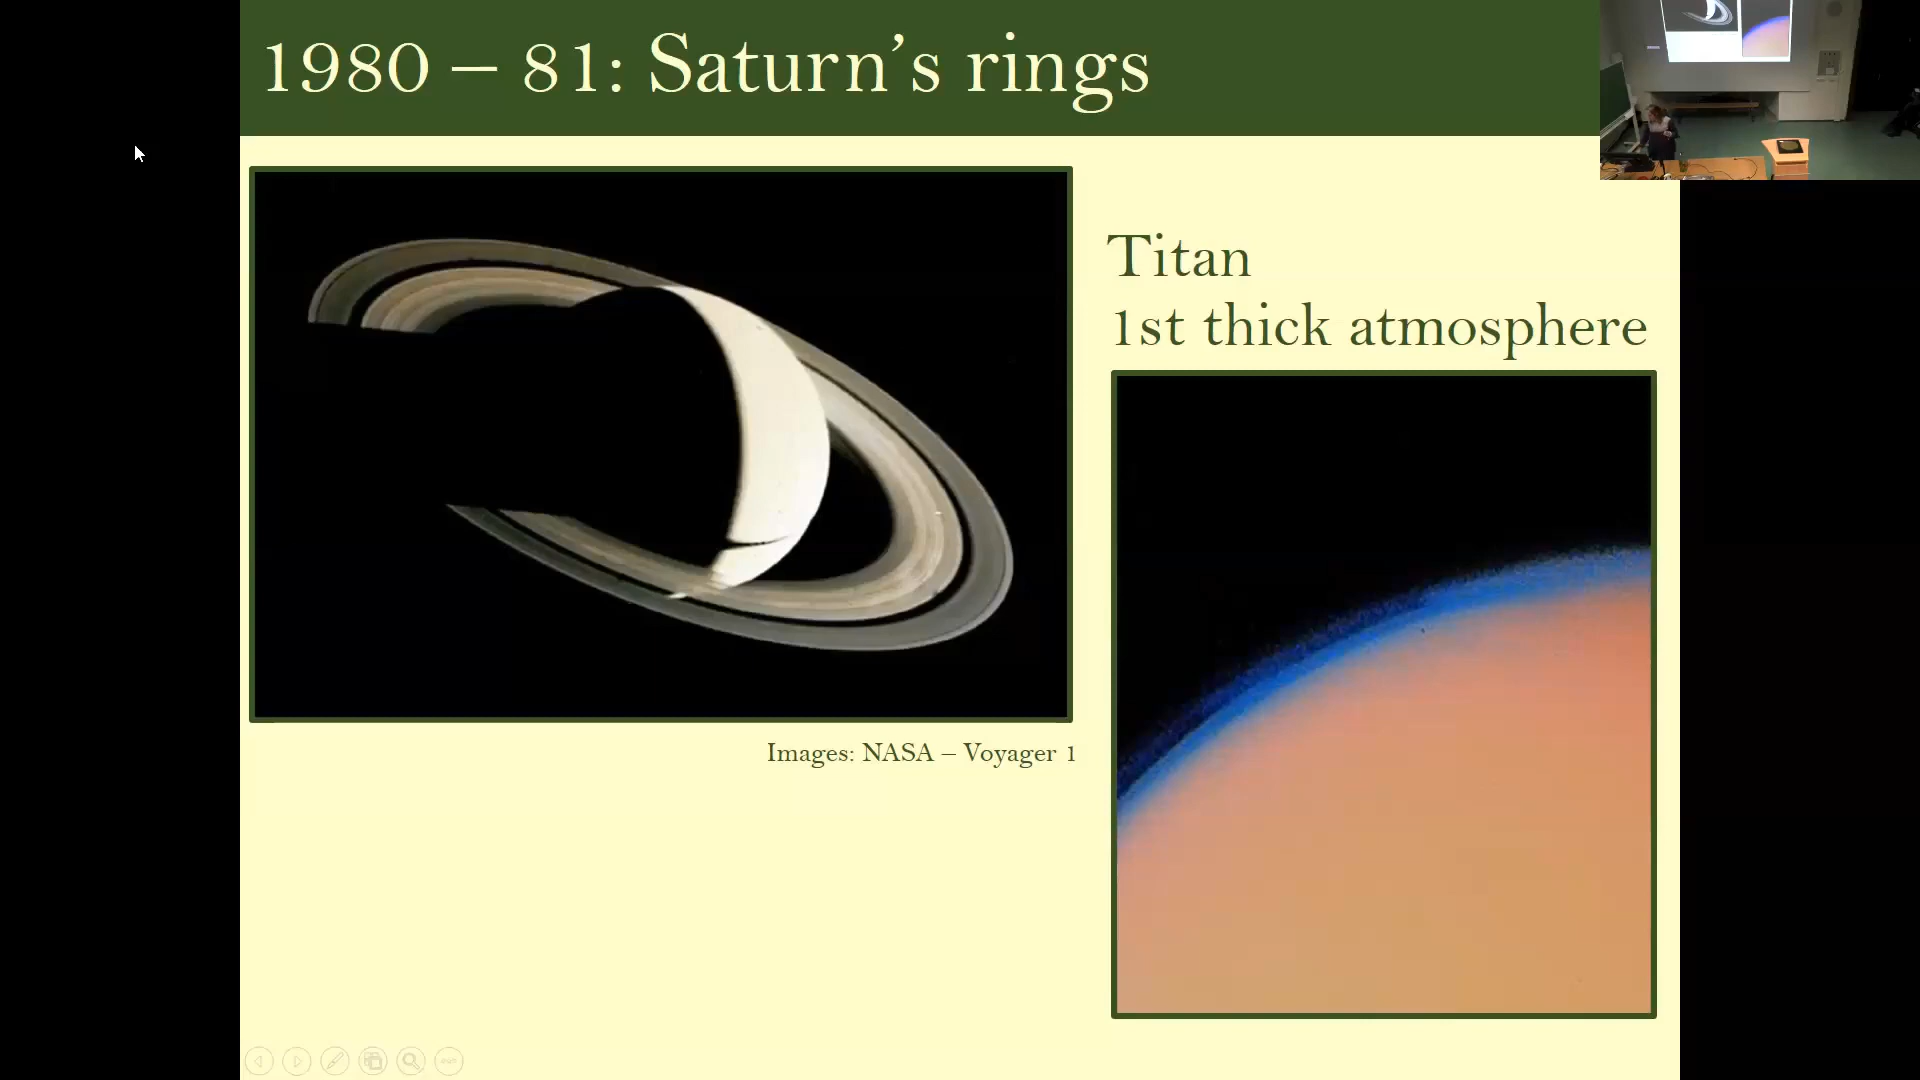 1980 – 81: Saturn’s rings
Titan
1st thick atmosphere
Images: NASA – Voyager 1